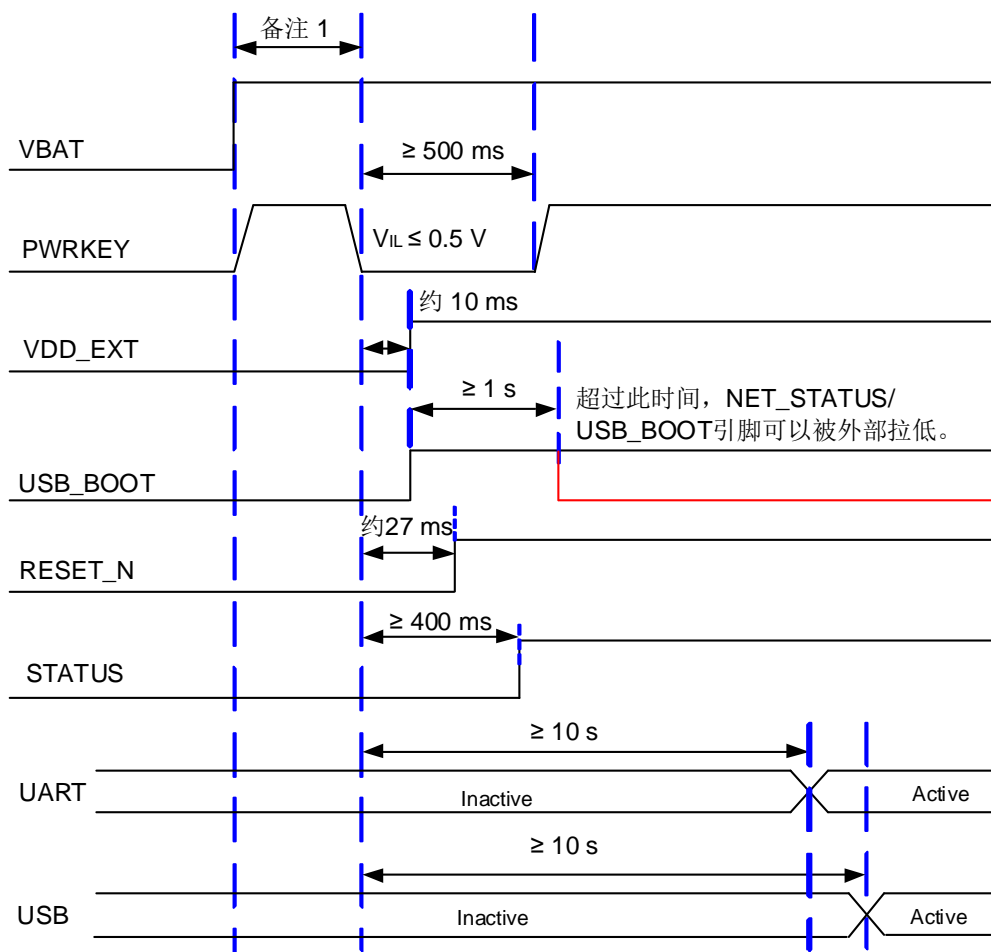 备注 1
VBAT
≥ 500 ms
PWRKEY
VIL ≤ 0.5 V
约 10 ms
VDD_EXT
≥ 1 s
超过此时间，NET_STATUS/
USB_BOOT引脚可以被外部拉低。
USB_BOOT
约27 ms
RESET_N
≥ 400 ms
STATUS
≥ 10 s
UART
Inactive
Active
≥ 10 s
USB
Inactive
Active